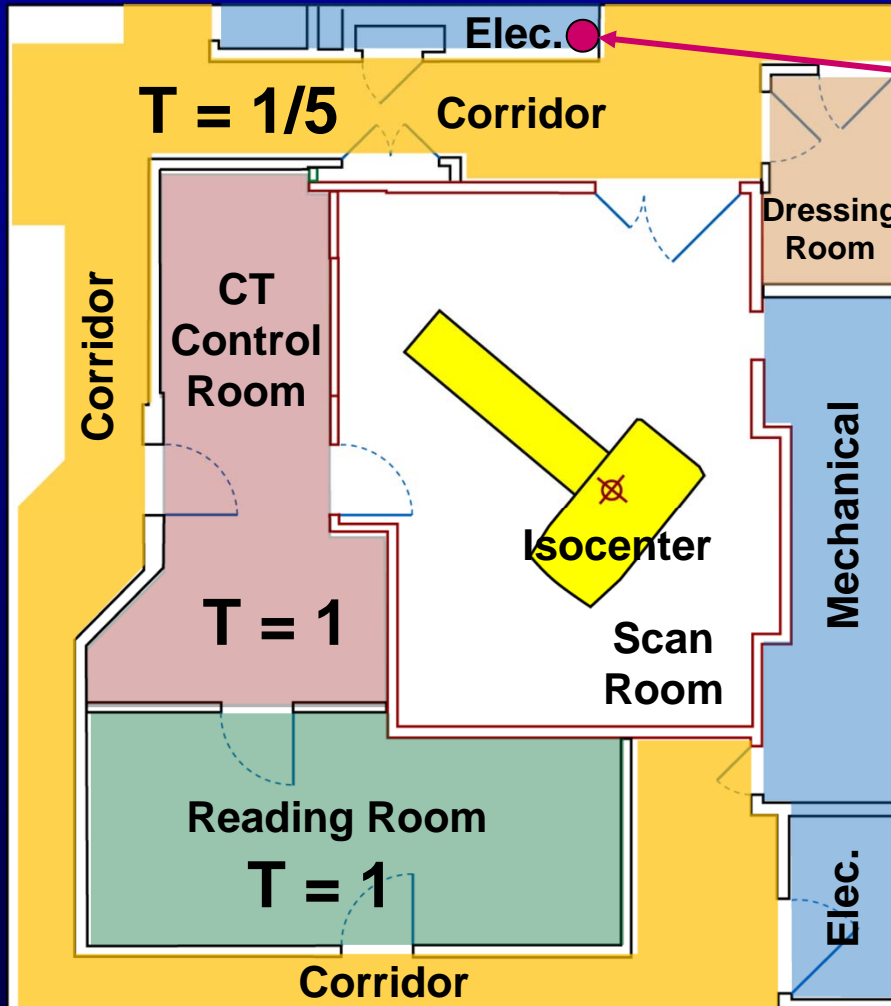 Elec.
T = 1/5
Corridor
Dressing
Room
CT
Control
Room
Corridor
Isocenter
Mechanical
T = 1
Scan
Room
Reading Room
T = 1
Elec.
Corridor